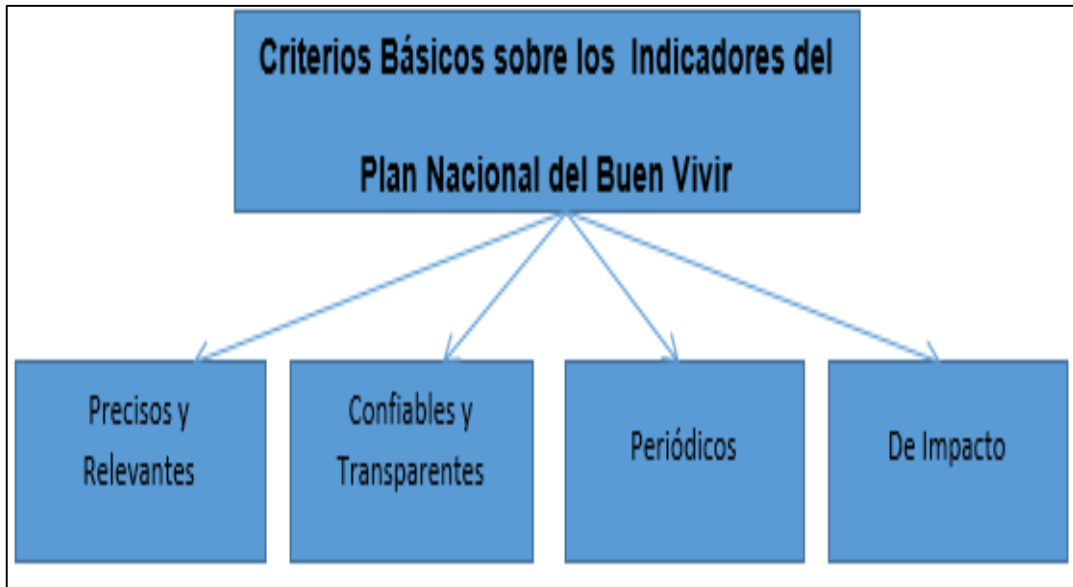 Criterios Básicos sobre los Indicadores del
Plan Nacional del Buen Vivir
Precisos y
Relevantes
Confiables y
Transparentes
Periódicos
De Impacto